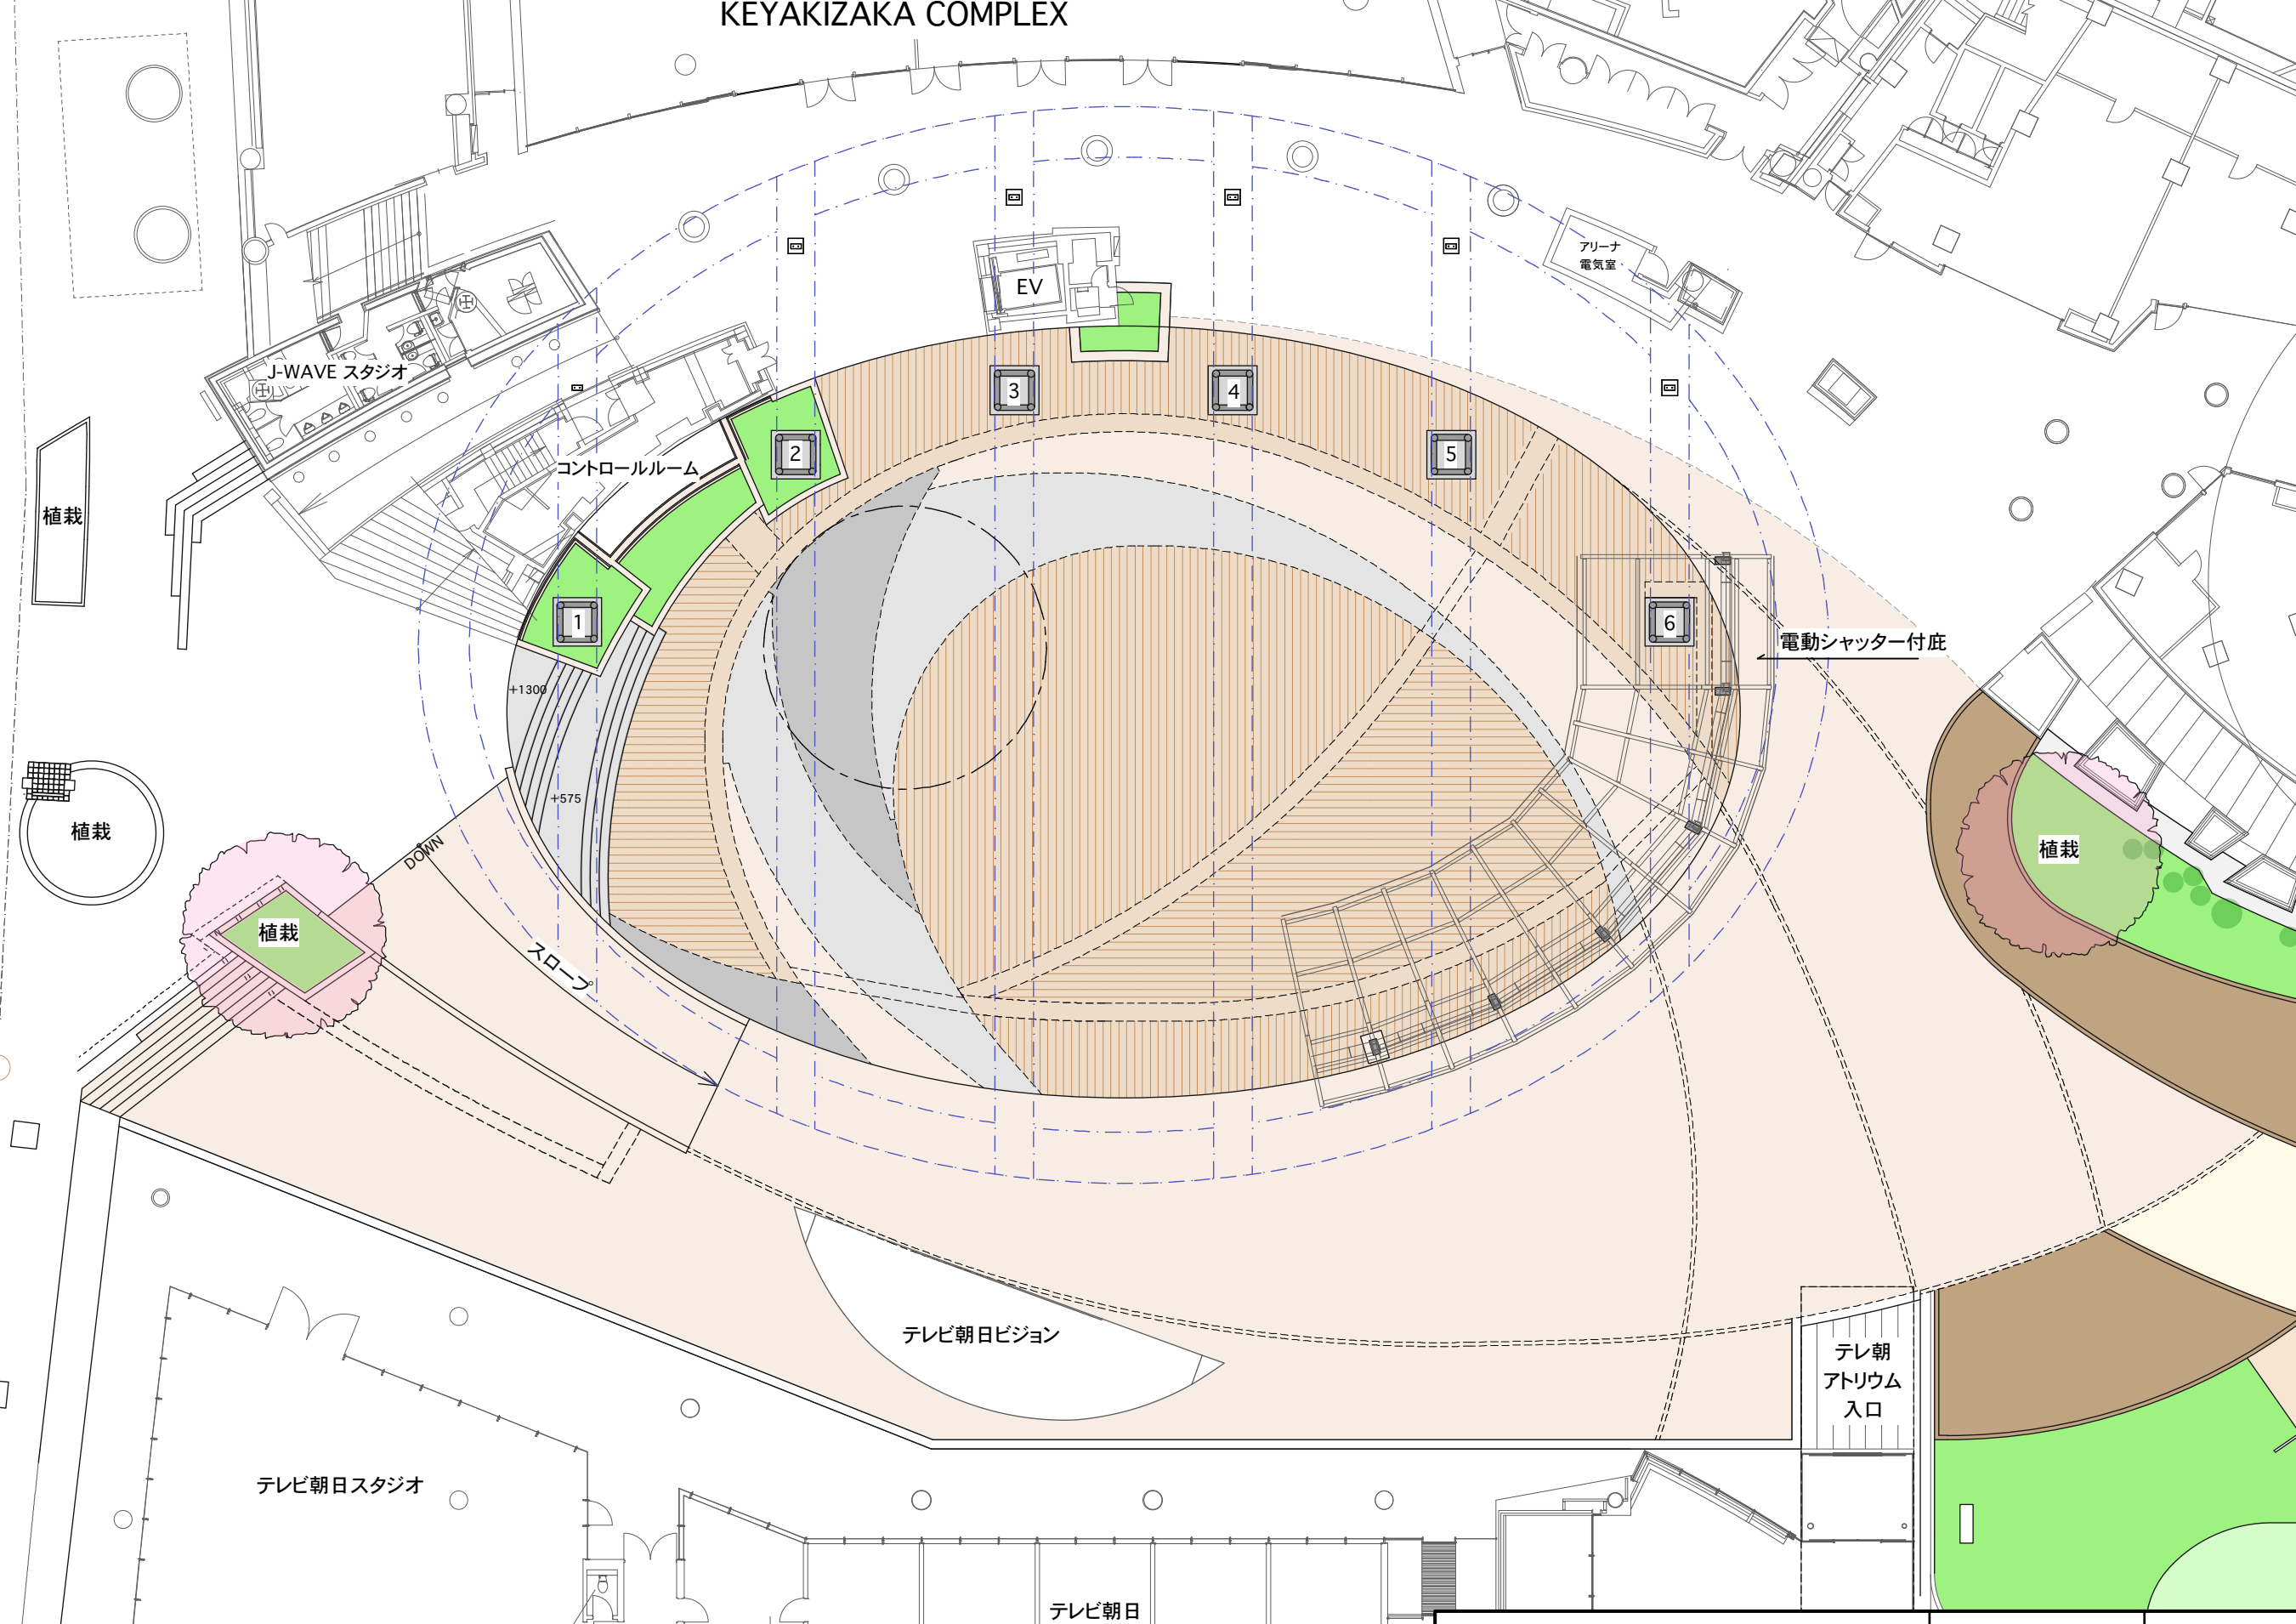 KEYAKIZAKA COMPLEX
アリーナ
電気室
EV
J-WAVE スタジオ
3
4
2
5
コントロールルーム
植栽
1
6
電動シャッター付庇
+1300
+575
植栽
DOWN
植栽
植栽
スロープ
テレビ朝日ビジョン
テレ朝
アトリウム
入口
テレビ朝日スタジオ
テレビ朝日